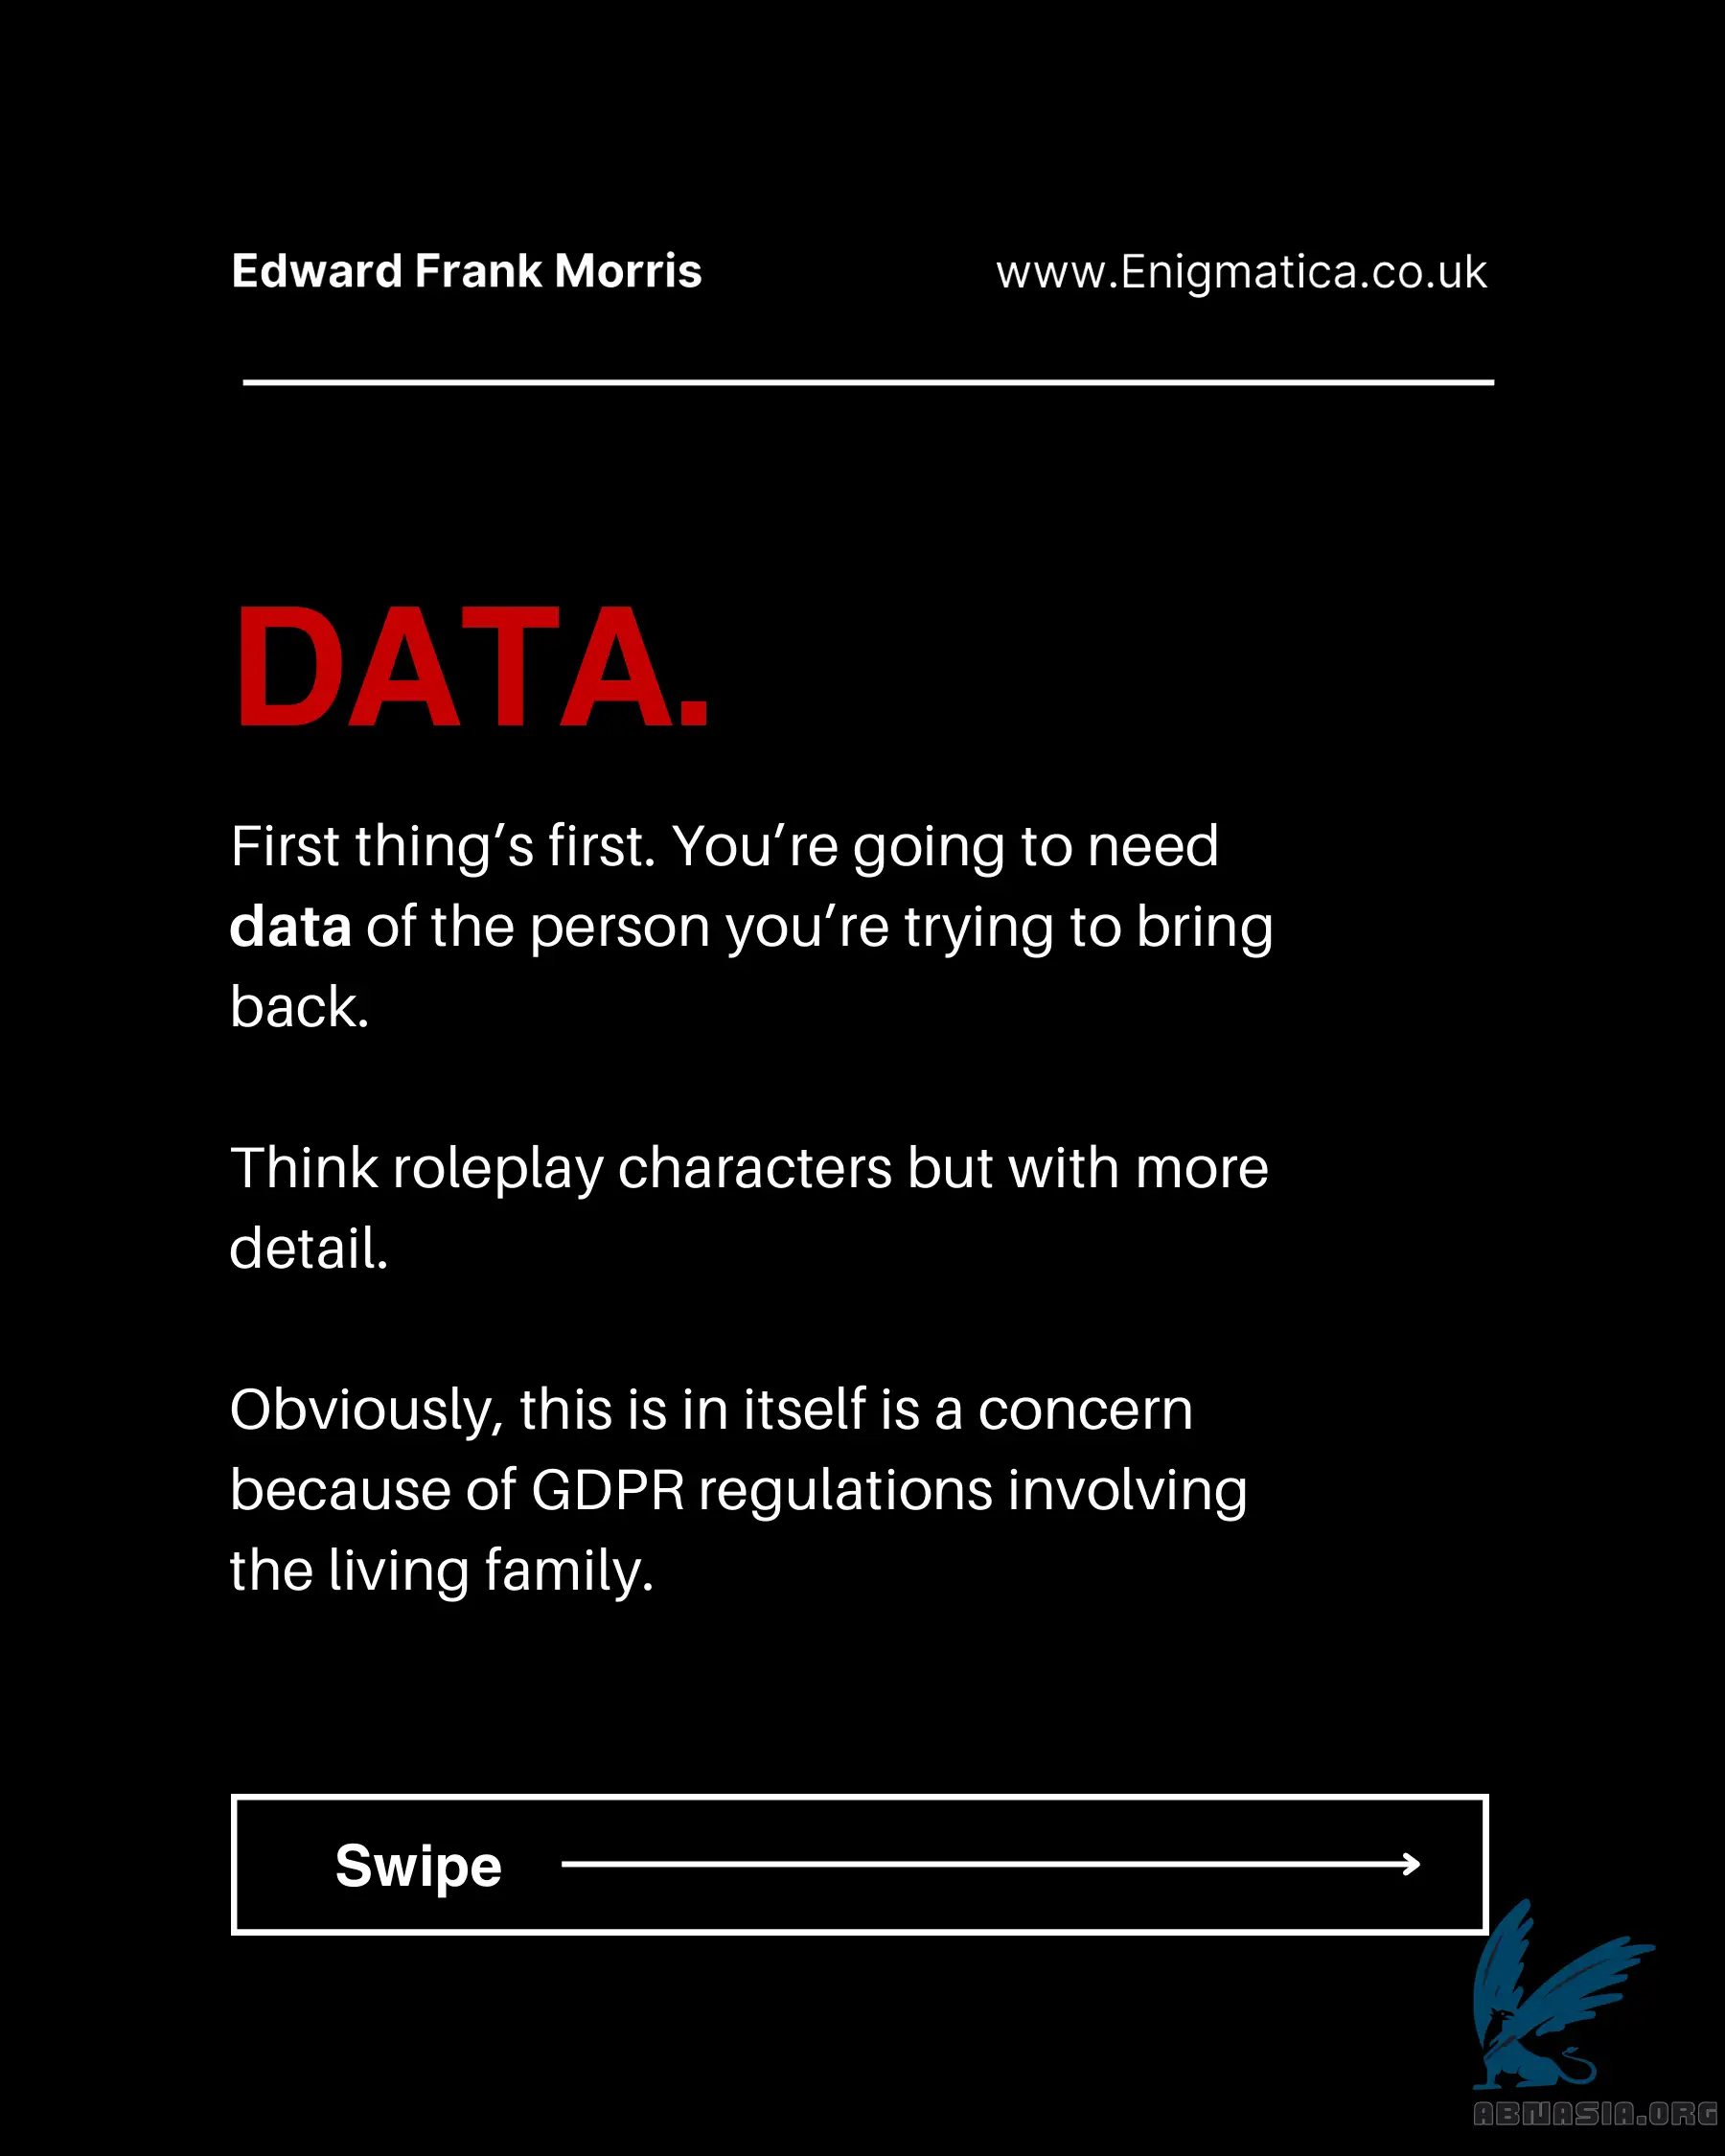 Edward Frank Morris
www.Enigmatica.co.uk
DATA.
First thing’s first. You’re going to need
data of the person you’re trying to bring
back.
Think roleplay characters but with more
detail.
Obviously, this is in itself is a concern
because of GDPR regulations involving
the living family.
Swipe
ABNASIA.ORG